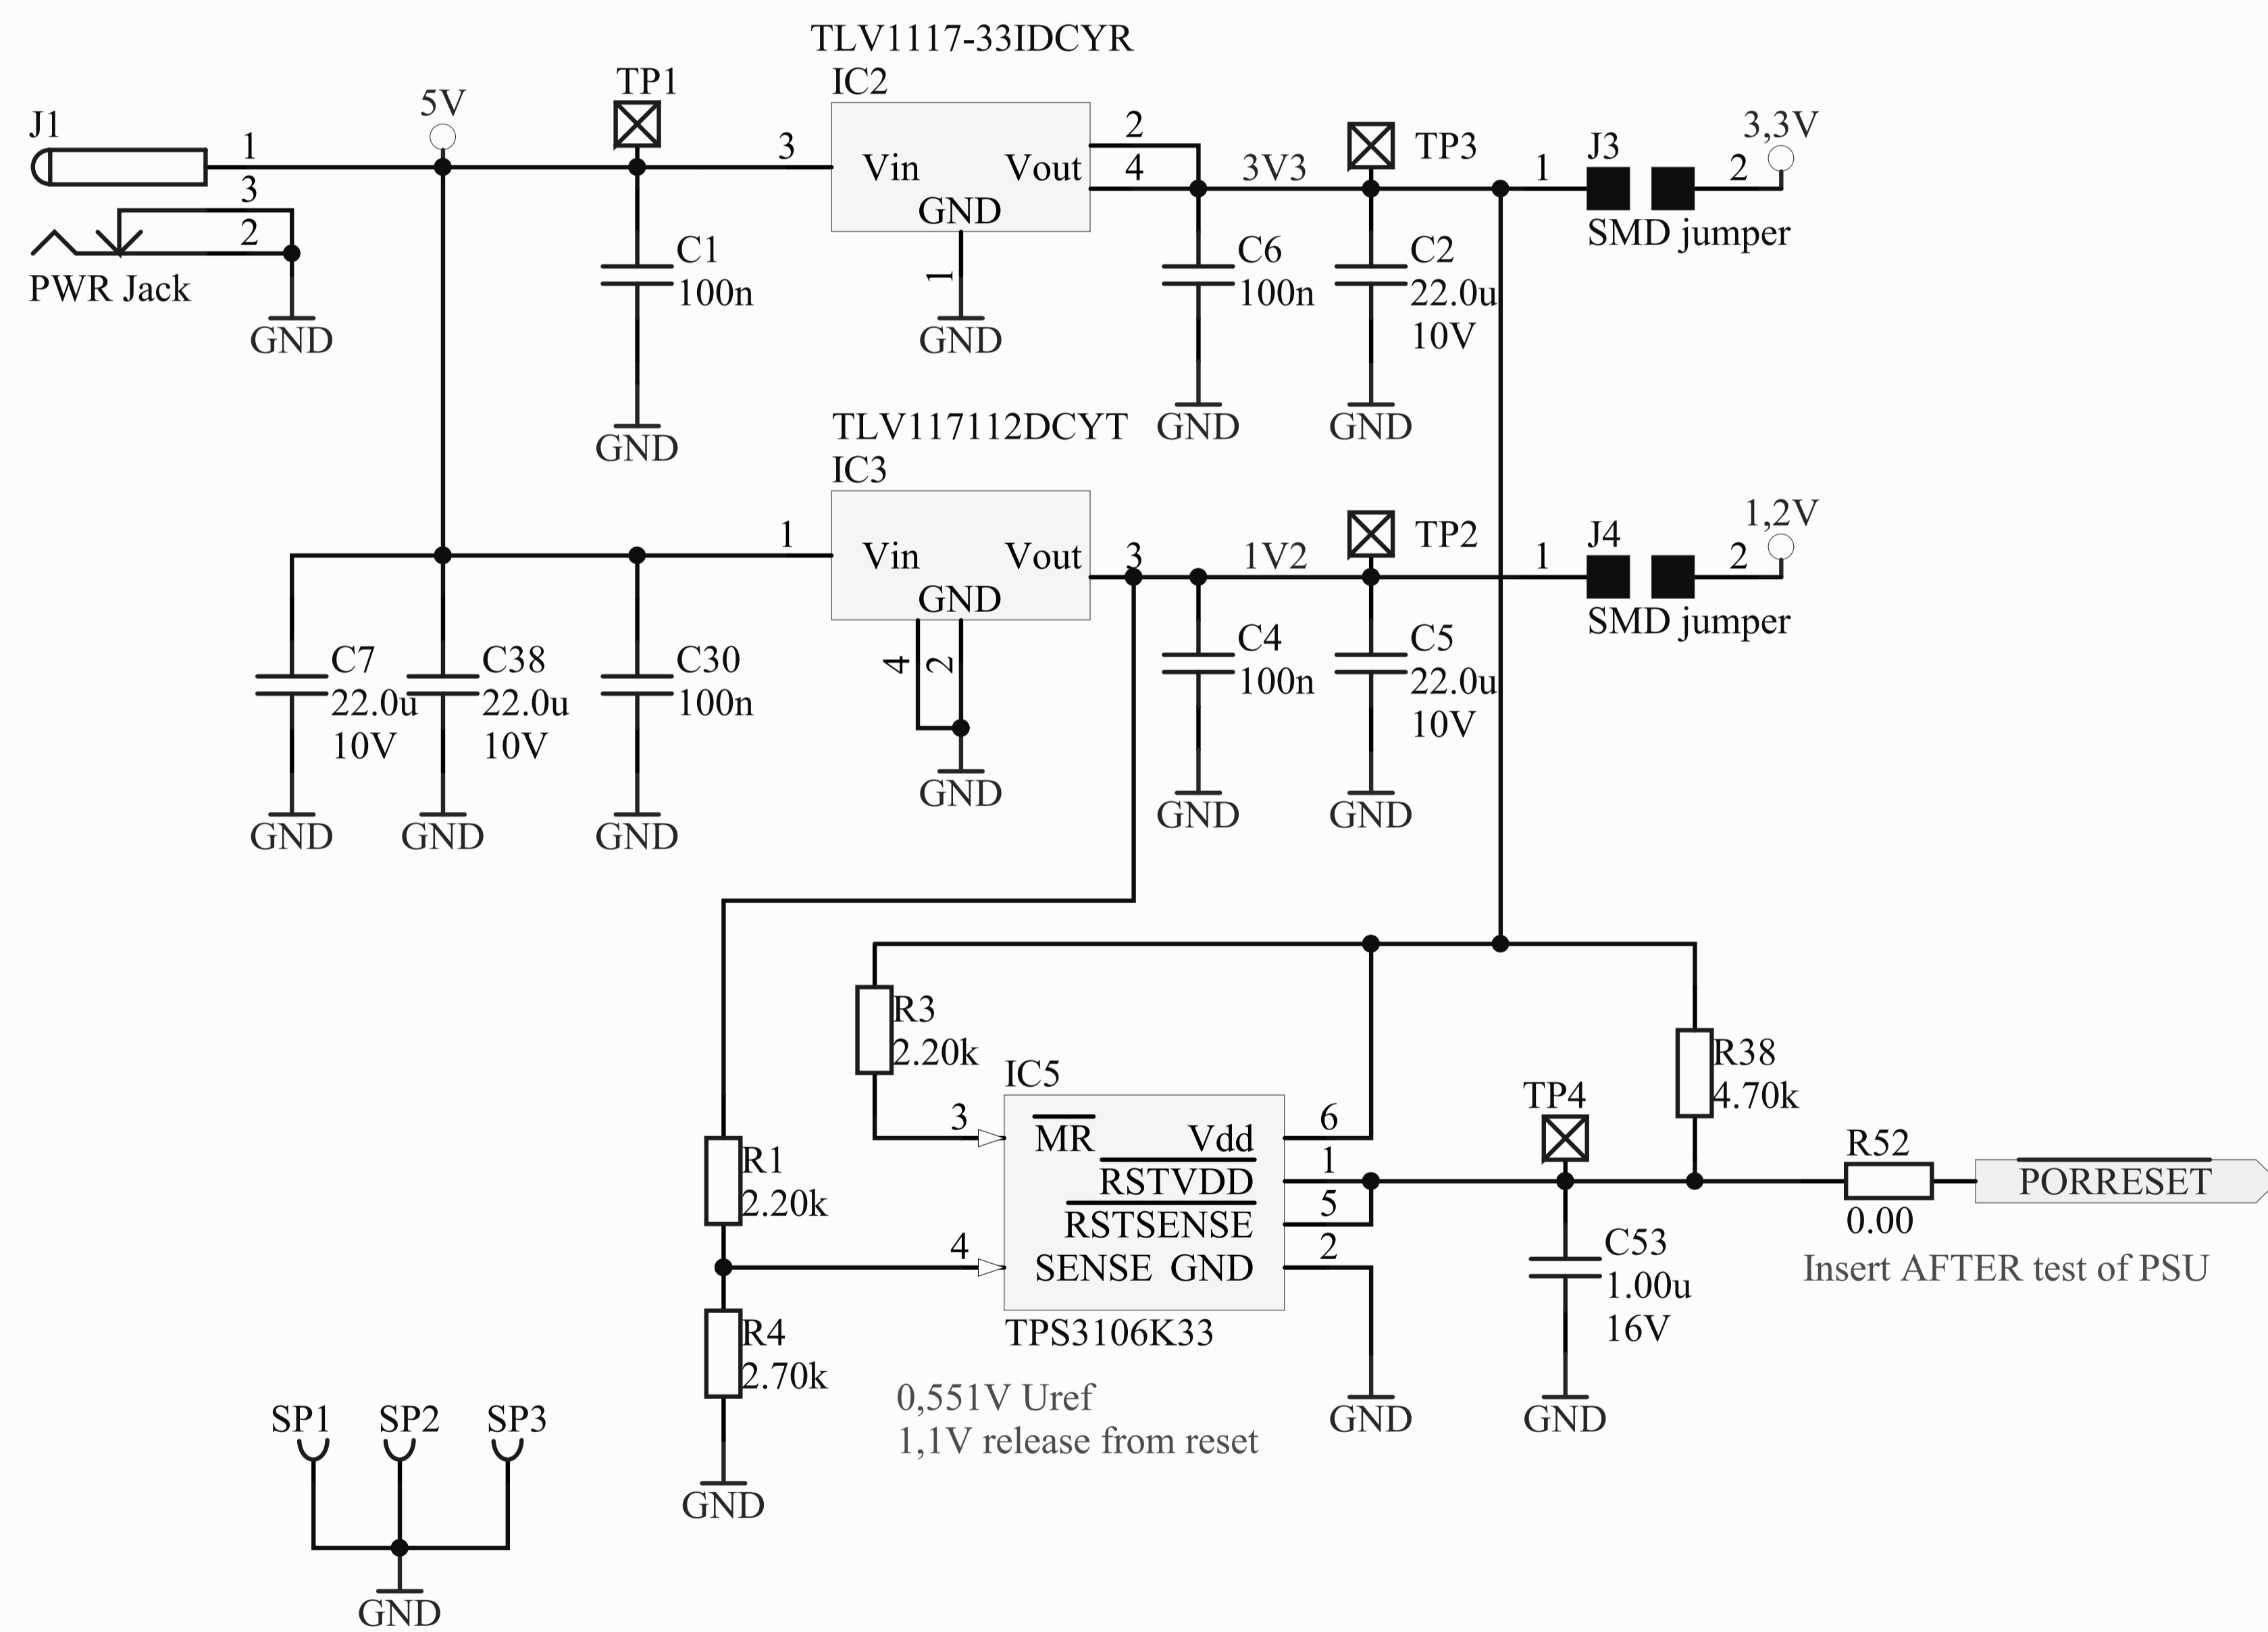 TLV1117-33IDCYR
IC2
TP1
5V
J1
1
3
2
PWR Jack
GND
3
Vin
Vout
GND
2
4
1
GND
3V3
TP3
1
J3
2
3,3V
SMD jumper
C1
100n
GND
C6
100n
GND
C2
22.0u
10V
GND
TLV117112DCYT
IC3
1
Vin
Vout
GND
3
4
2
GND
1V2
TP2
1
J4
2
1,2V
SMD jumper
C7
22.0u
10V
GND
C38
22.0u
10V
GND
C30
100n
GND
C4
100n
GND
C5
22.0u
10V
GND
R3
2.20k
R38
4.70k
IC5
TP4
3
MR
Vdd
6
RSTVDD
1
RSTSENSE
5
4
SENSE
GND
2
TPS3106K33
R1
2.20k
R4
2.70k
GND
0,551V Uref
1,1V release from reset
GND
C53
1.00u
16V
GND
R52
0.00
PORRESET
Insert AFTER test of PSU
SP1
SP2
SP3
GND